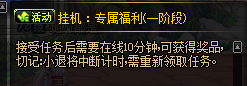 活动 挂机:专属福利(一阶段)
接受任务后需要在线10分钟,可获得奖品,
切记:小退将中断计时,需重新领取任务。